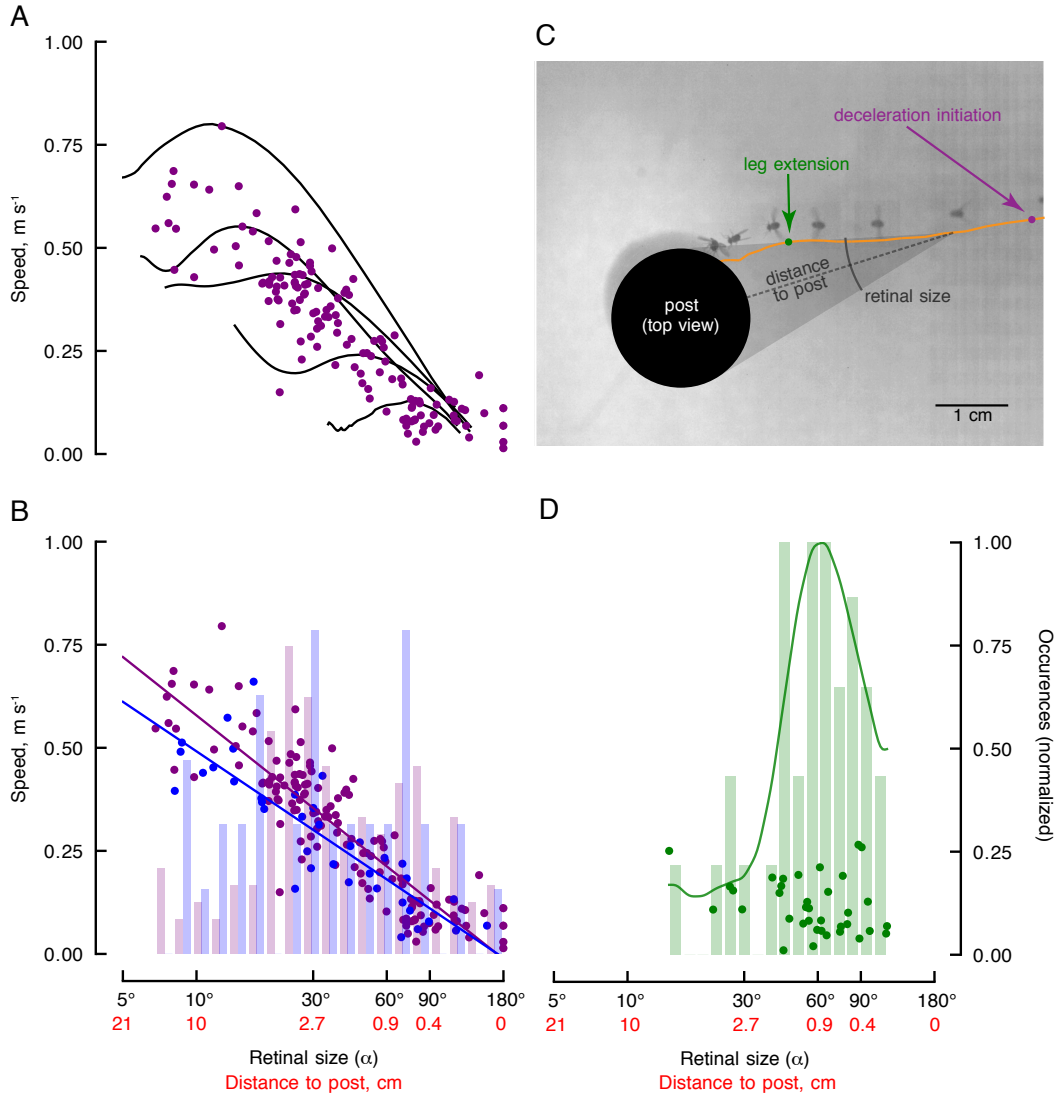 A
1.00
0.75
0.50
0.25
0.00
Speed, m s⁻¹
C
deceleration initiation
leg extension
distance
to post
retinal size
post
(top view)
1 cm
B
1.00
0.75
0.50
0.25
0.00
Speed, m s⁻¹
5° 10° 30° 60° 90° 180°
21 10 2.7 0.9 0.4 0
Retinal size (α)
Distance to post, cm
D
1.00
0.75
0.50
0.25
0.00
Occurences (normalized)
5° 10° 30° 60° 90° 180°
21 10 2.7 0.9 0.4 0
Retinal size (α)
Distance to post, cm